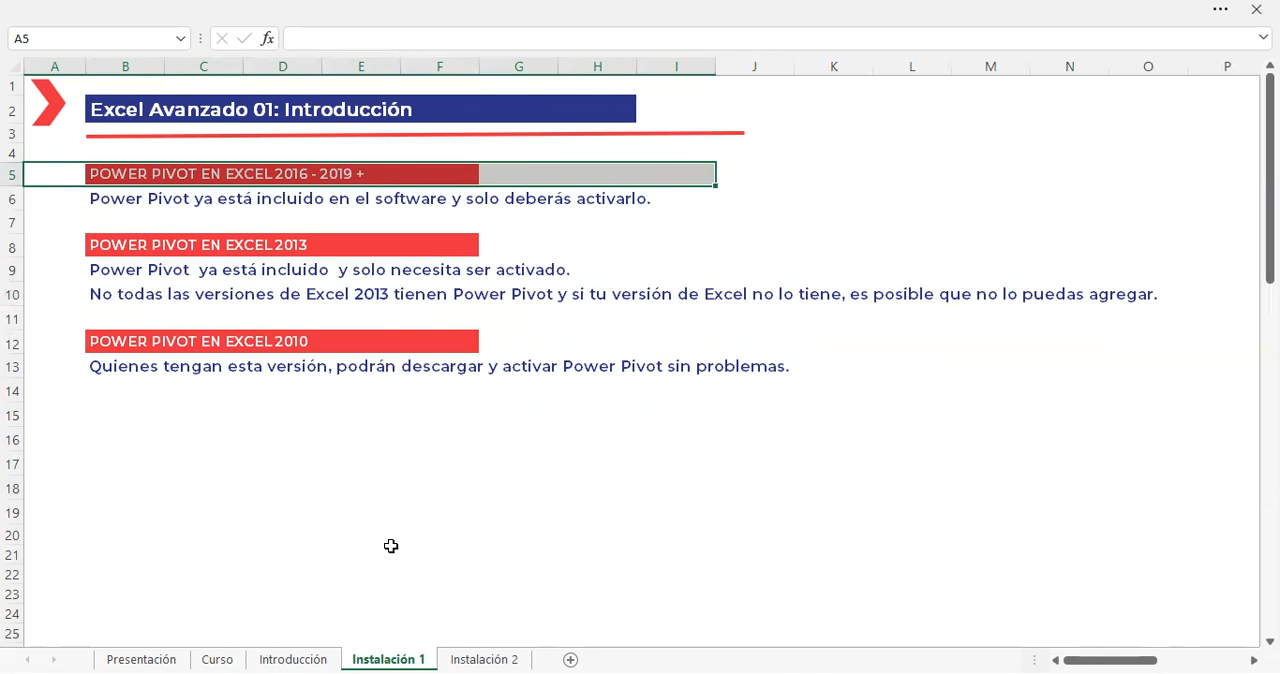 A5
fx
A B C D E F G H I J K L M N O P
1
2 Excel Avanzado 01: Introducción
3
4
5 POWER PIVOT EN EXCEL 2016 - 2019 +
6 Power Pivot ya está incluido en el software y solo deberás activarlo.
7
8 POWER PIVOT EN EXCEL 2013
9 Power Pivot ya está incluido y solo necesita ser activado.
10 No todas las versiones de Excel 2013 tienen Power Pivot y si tu versión de Excel no lo tiene, es posible que no lo puedas agregar.
11
12 POWER PIVOT EN EXCEL 2010
13 Quienes tengan esta versión, podrán descargar y activar Power Pivot sin problemas.
14
15
16
17
18
19
20
21
22
23
24
25
Presentación Curso Introducción Instalación 1 Instalación 2